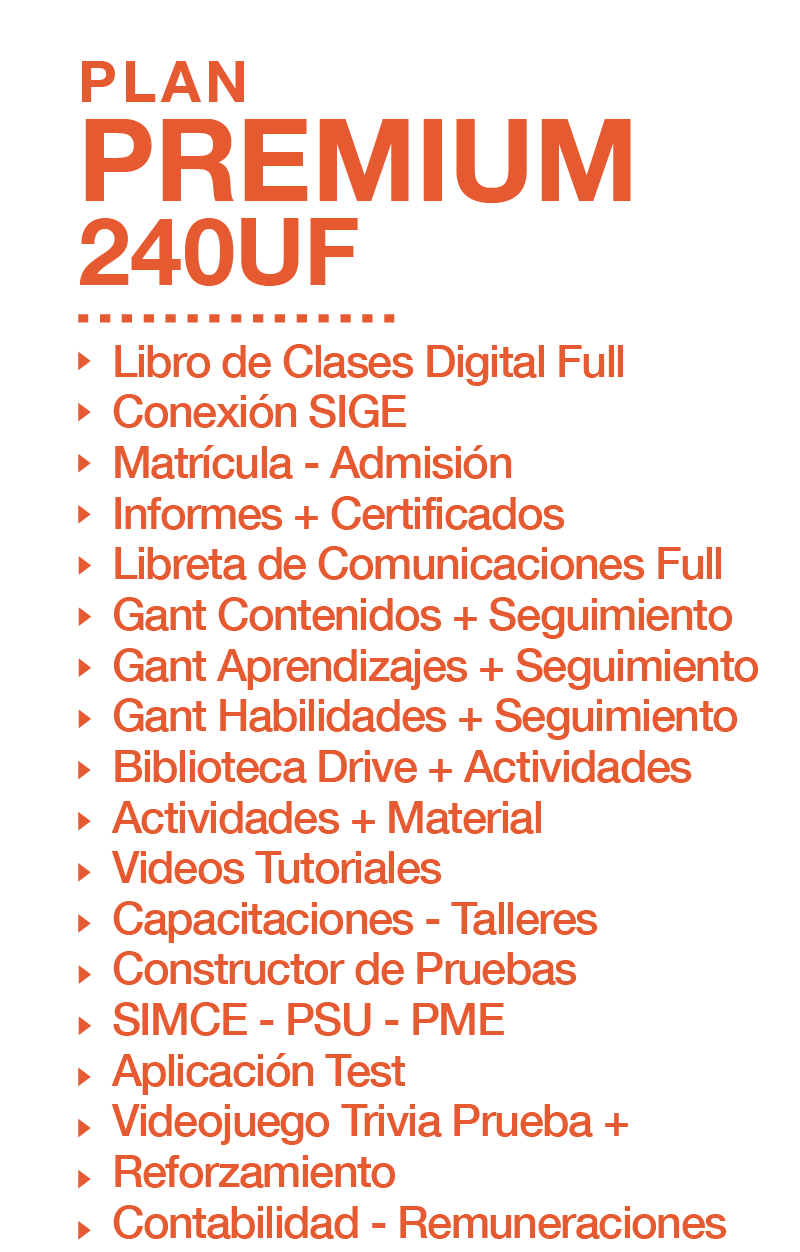 PLAN
PREMIUM
240UF
Libro de Clases Digital Full
Conexión SIGE
Matrícula - Admisión
Informes + Certificados
Libreta de Comunicaciones Full
Gant Contenidos + Seguimiento
Gant Aprendizajes + Seguimiento
Gant Habilidades + Seguimiento
Biblioteca Drive + Actividades
Actividades + Material
Videos Tutoriales
Capacitaciones - Talleres
Constructor de Pruebas
SIMCE - PSU - PME
Aplicación Test
Videojuego Trivia Prueba +
Reforzamiento
Contabilidad - Remuneraciones